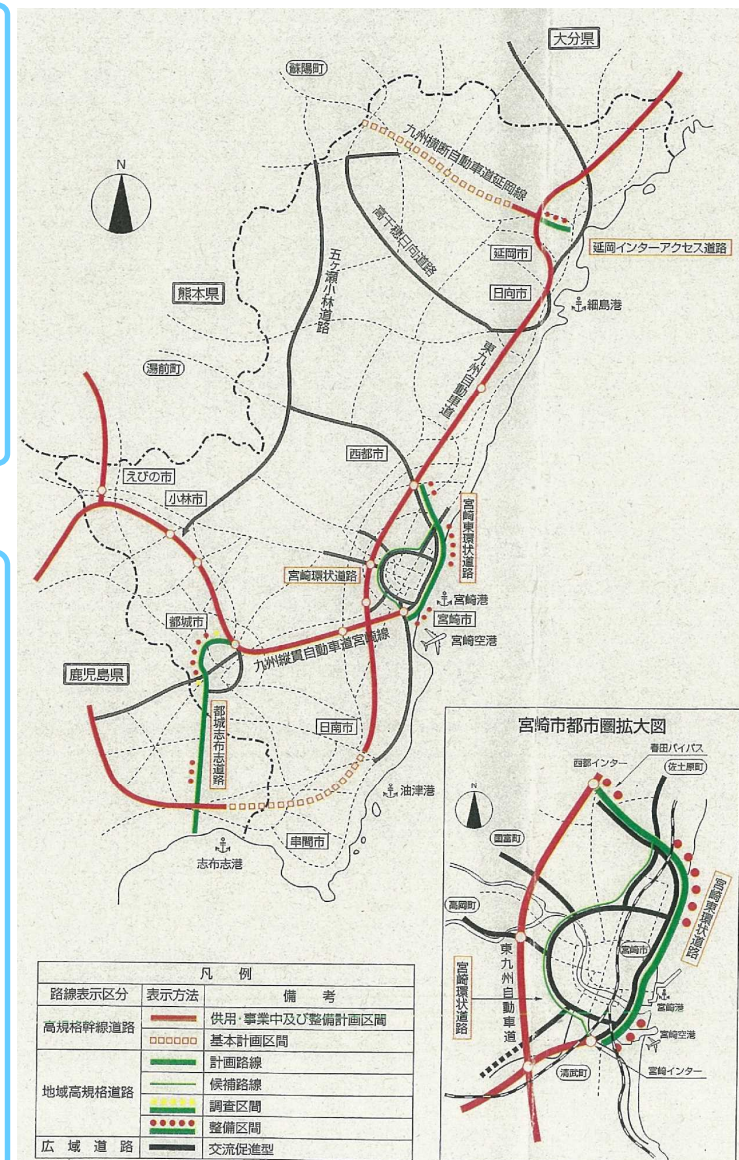 大分県
蘇陽町
N
九州横断自動車道延岡線
延岡インターアクセス道路
高千穂日向道路
五ヶ瀬小林道路
延岡市
日向市
細島港
熊本県
湯前町
東九州自動車道
西都市
えびの市
小林市
宮崎東環状道路
宮崎環状道路
宮崎港
宮崎市
宮崎空港
都城市
九州縦貫自動車道宮崎線
鹿児島県
都城志布志道路
日南市
油津港
串間市
志布志港
宮崎市都市圏拡大図
春田バイパス
西都インター
佐土原町
N
国富町
高岡町
宮崎東環状道路
宮崎市
東九州自動車道
宮崎環状道路
宮崎港
宮崎空港
清武町
宮崎インター
凡例
路線表示区分 表示方法 備考
高規格幹線道路 供用・事業中及び整備計画区間
基本計画区間
地域高規格道路 計画路線
候補路線
調査区間
整備区間
広域道路 交流促進型